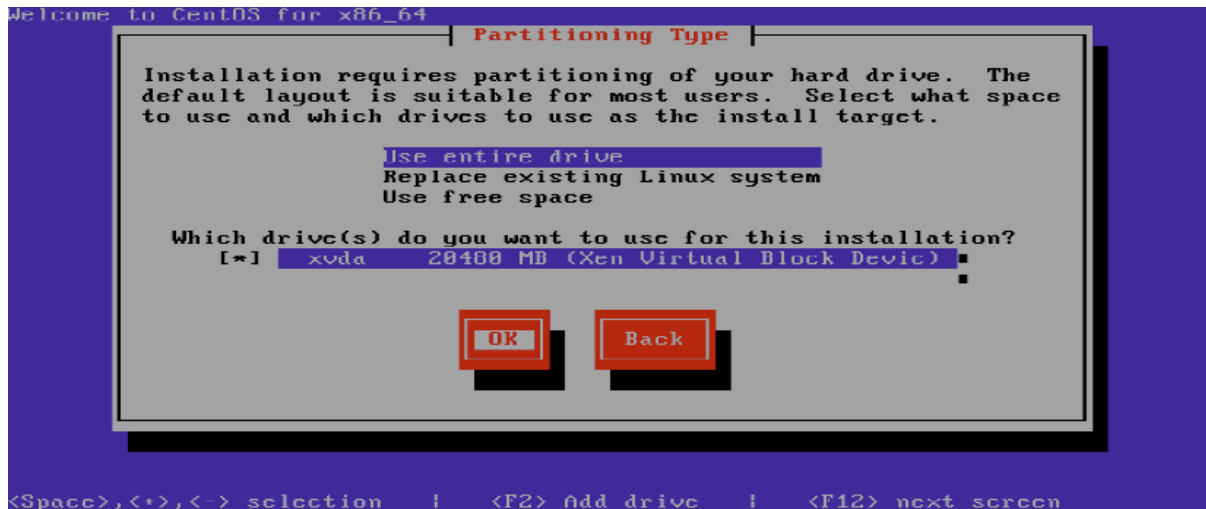 Welcome to CentOS for x86_64
Partitioning Type
Installation requires partitioning of your hard drive.  The
default layout is suitable for most users.  Select what space
to use and which drives to use as the install target.
Use entire drive
Replace existing Linux system
Use free space
Which drive(s) do you want to use for this installation?
[*]  xvda    20480 MB (Xen Virtual Block Devic)
OK  Back
<Space>,<+>,<-> selection   |   <F2> Add drive   |   <F12> next screen